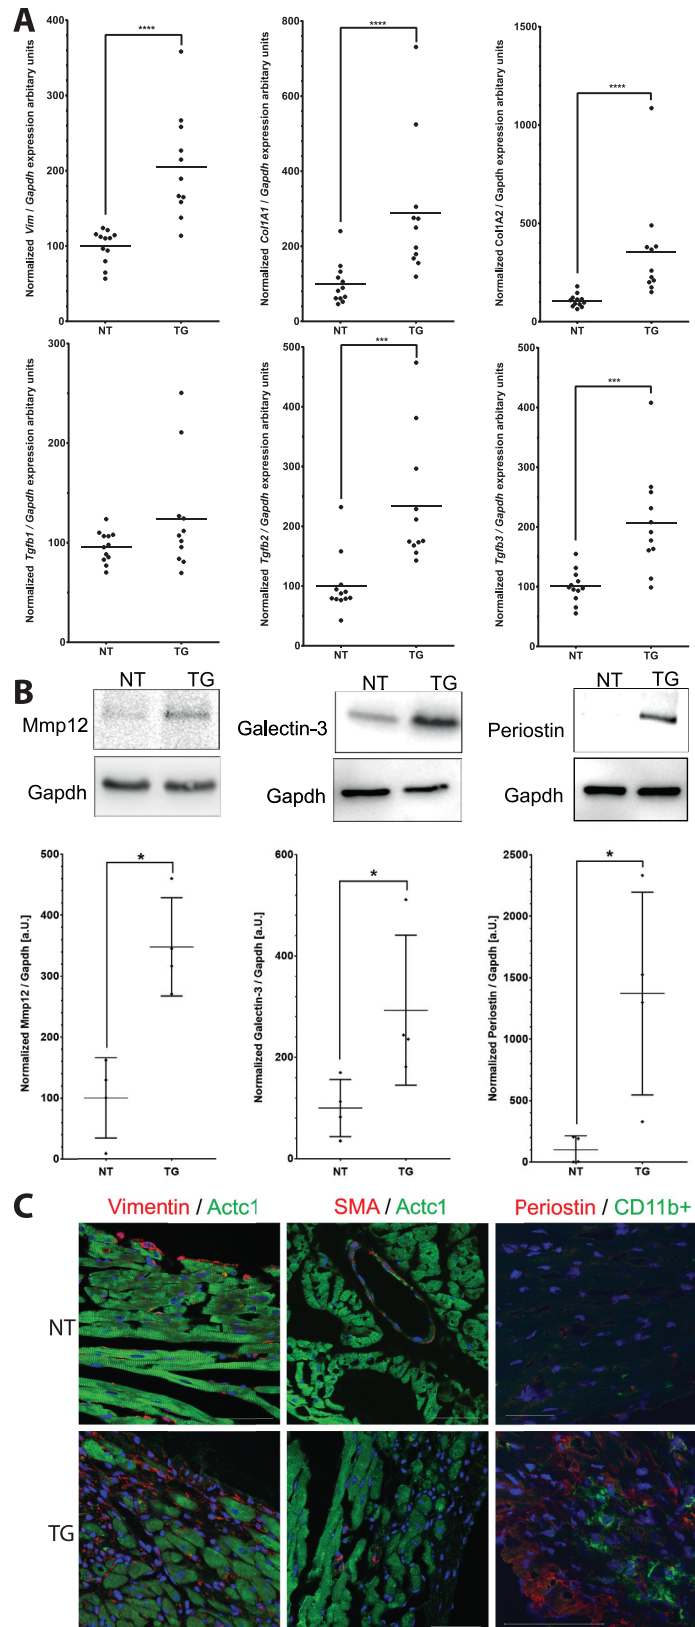 A
Normalized Vim / Gapdh expression arbitary units
400
300
200
100
0
****
NT TG
Normalized Col1A1 / Gapdh expression arbitary units
800
600
400
200
0
****
NT TG
Normalized Col1A2 / Gapdh expression arbitary units
1500
1000
500
0
****
NT TG
Normalized Tgfb1 / Gapdh expression arbitary units
300
200
100
0
NT TG
Normalized Tgfb2 / Gapdh expression arbitary units
500
400
300
200
100
0
***
NT TG
Normalized Tgfb3 / Gapdh expression arbitary units
500
400
300
200
100
0
***
NT TG
B
NT TG
Mmp12
Gapdh
NT TG
Galectin-3
Gapdh
NT TG
Periostin
Gapdh
Normalized Mmp12 / Gapdh [a.U.]
500
400
300
200
100
0
*
NT TG
Normalized Galectin-3 / Gapdh [a.U.]
600
400
200
0
*
NT TG
Normalized Periostin / Gapdh [a.U.]
2500
2000
1500
1000
500
0
*
NT TG
C
Vimentin / Actc1
SMA / Actc1
Periostin / CD11b+
NT
TG